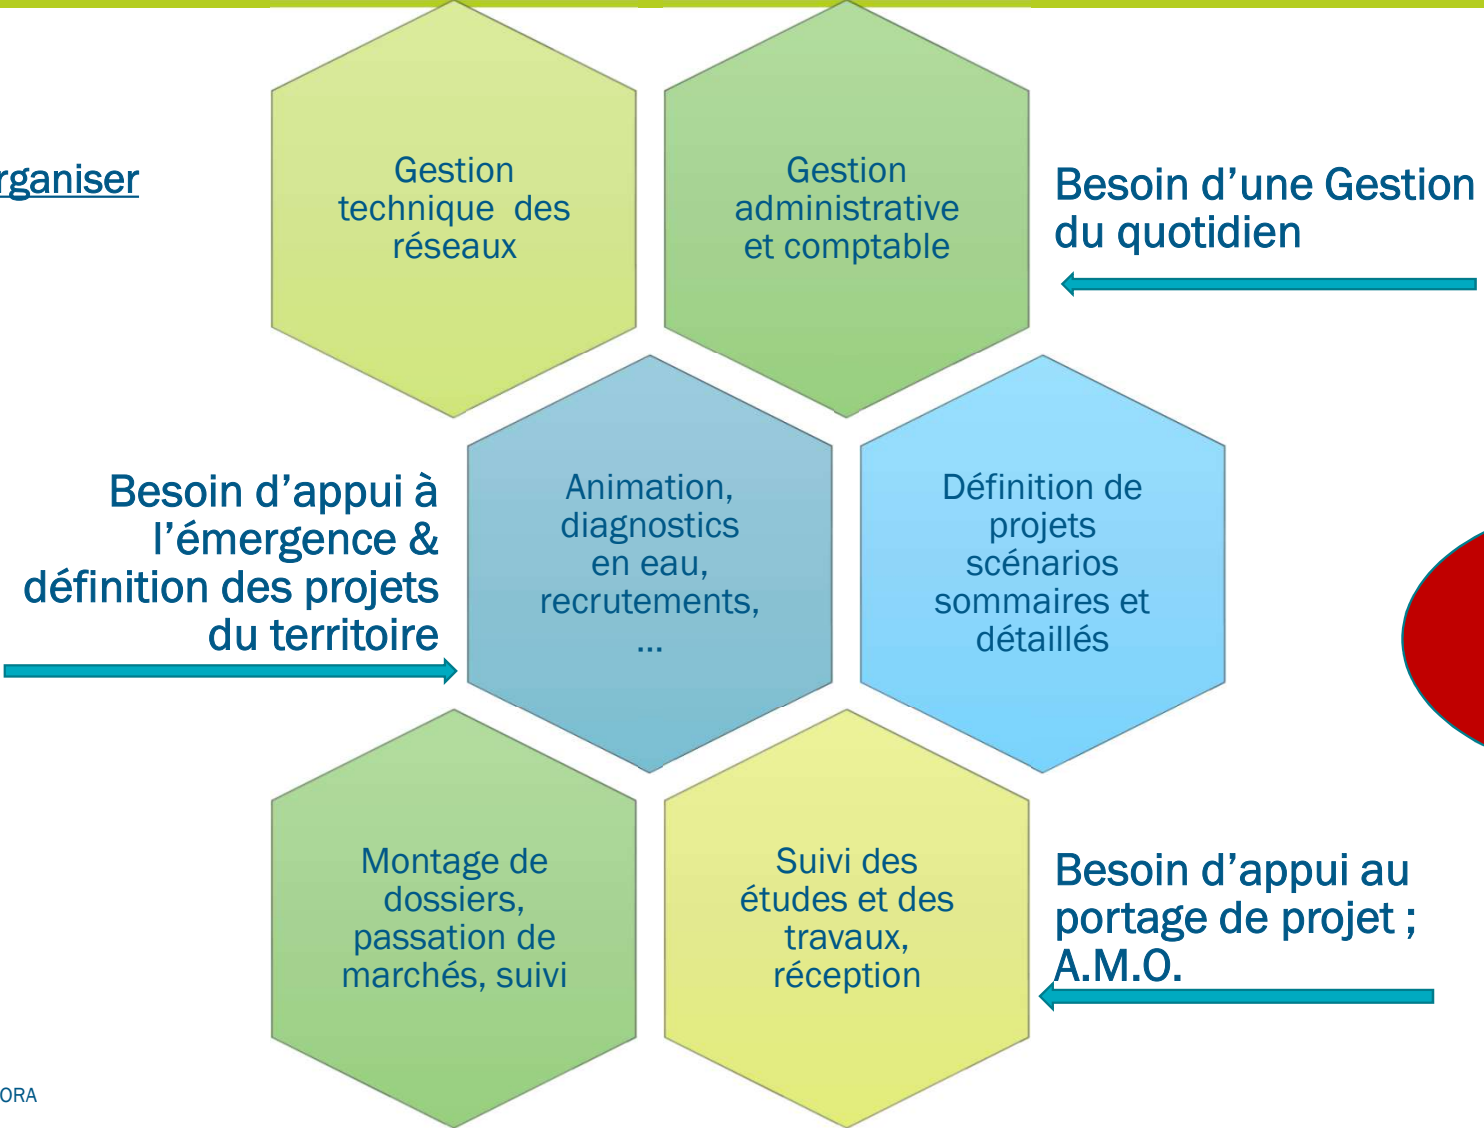 rganiser
Gestion
technique des
réseaux
Gestion
administrative
et comptable
Besoin d’une Gestion
du quotidien
Besoin d’appui à
l’émergence &
définition des projets
du territoire
Animation,
diagnostics
en eau,
recrutements,
...
Définition de
projets
scénarios
sommaires et
détaillés
Montage de
dossiers,
passation de
marchés, suivi
Suivi des
études et des
travaux,
réception
Besoin d’appui au
portage de projet ;
A.M.O.
ORA